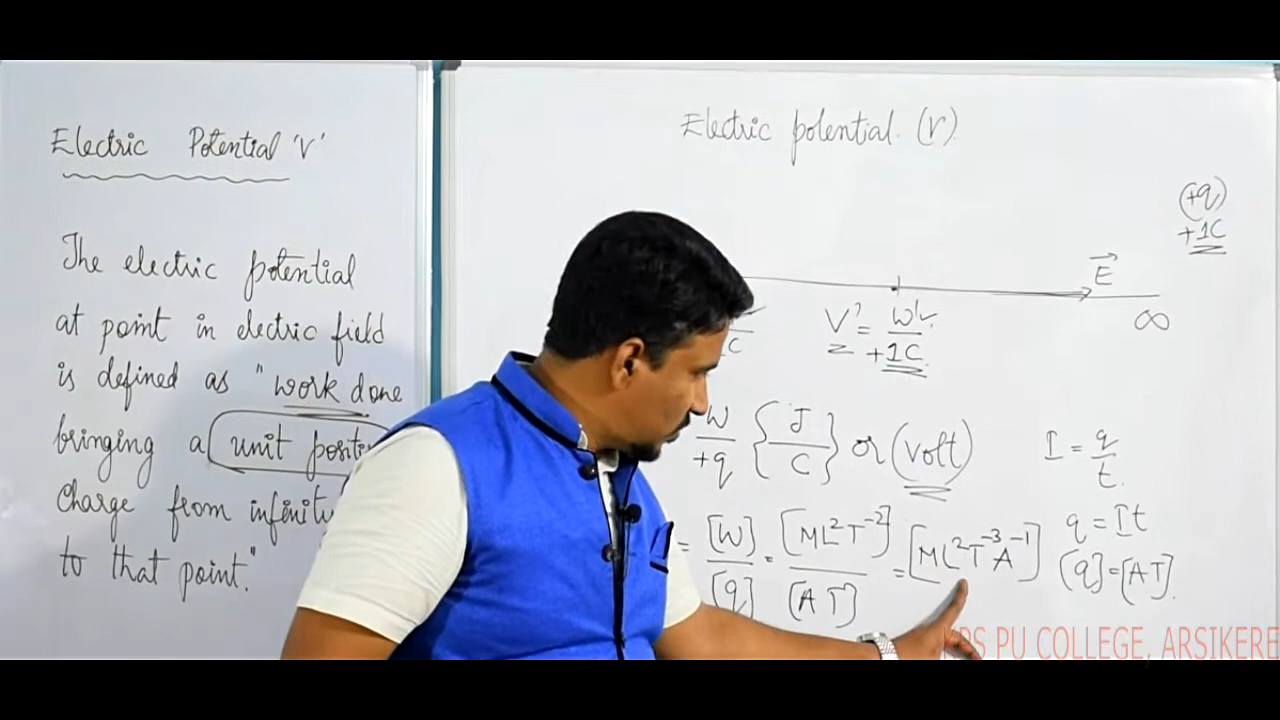 Electric Potential 'V'
The electric potential
at point in electric field
is defined as "work done
bringing a unit positi
Charge from infinity
to that point."
Electric potential (V)
(+q)
+1C
E
∞
V = W
+1C
C
W
+q
{J
C} or (Volt)
I = q
t
= [W]
[q]
= [ML²T⁻²]
[AT]
= [ML²T⁻³A⁻¹]
q = It
[q] = [AT]
KRS PU COLLEGE, ARSIKERE